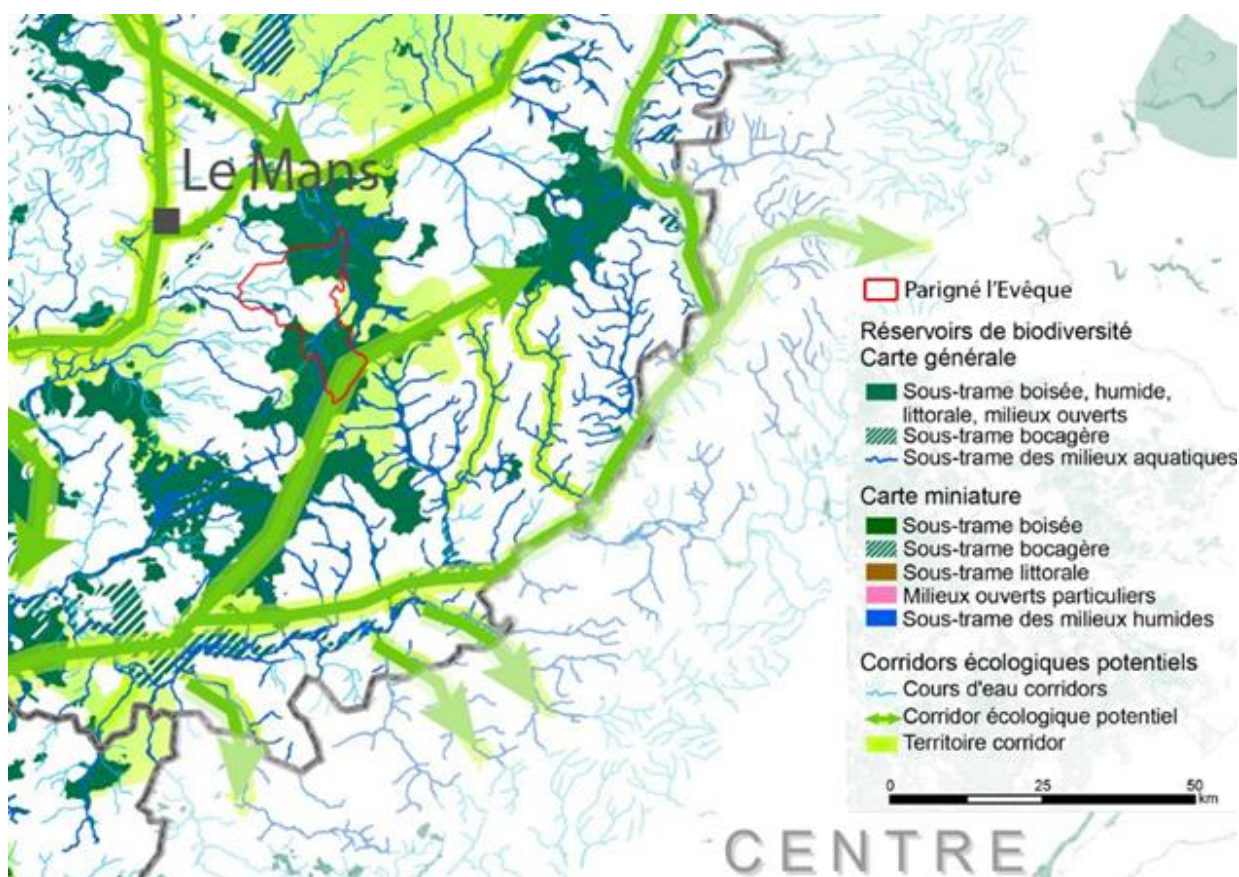 Le Mans
Parigné l'Evêque
Réservoirs de biodiversité
Carte générale
Sous-trame boisée, humide,
littorale, milieux ouverts
Sous-trame bocagère
Sous-trame des milieux aquatiques
Carte miniature
Sous-trame boisée
Sous-trame bocagère
Sous-trame littorale
Milieux ouverts particuliers
Sous-trame des milieux humides
Corridors écologiques potentiels
Cours d'eau corridors
Corridor écologique potentiel
Territoire corridor
0 25 50
km
CENTRE